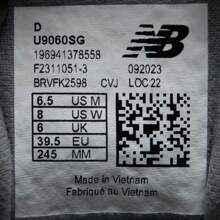 D
U9060SG
196941378558
F2311051-3 092023
BRVFK2598 CVJ LOC:22
6.5 US M
8 US W
6 UK
39.5 EU
245 MM
Made in Vietnam
Fabriqué au Vietnam